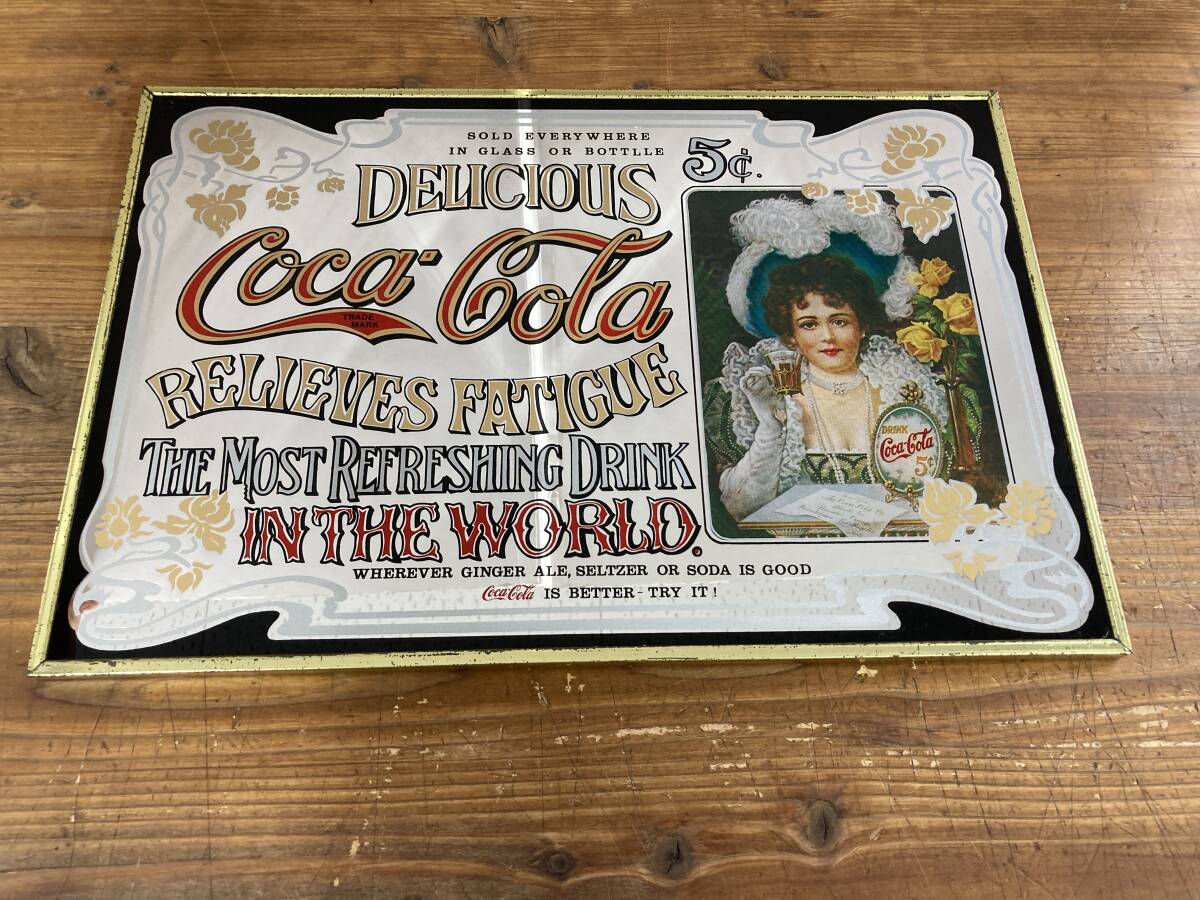 SOLD EVERYWHERE
IN GLASS OR BOTTLLE
5¢.
DELICIOUS
Coca-Cola
TRADE
MARK
RELIEVES FATIGUE
THE MOST REFRESHING DRINK
IN THE WORLD.
WHEREVER GINGER ALE, SELTZER OR SODA IS GOOD
Coca-Cola IS BETTER - TRY IT!
DRINK
Coca-Cola
5¢